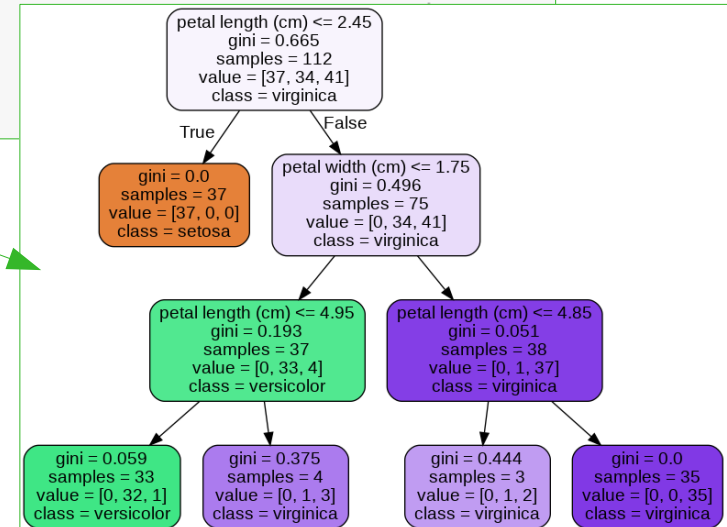 petal length (cm) <= 2.45
gini = 0.665
samples = 112
value = [37, 34, 41]
class = virginica
True
False
gini = 0.0
samples = 37
value = [37, 0, 0]
class = setosa
petal width (cm) <= 1.75
gini = 0.496
samples = 75
value = [0, 34, 41]
class = virginica
petal length (cm) <= 4.95
gini = 0.193
samples = 37
value = [0, 33, 4]
class = versicolor
petal length (cm) <= 4.85
gini = 0.051
samples = 38
value = [0, 1, 37]
class = virginica
gini = 0.059
samples = 33
value = [0, 32, 1]
class = versicolor
gini = 0.375
samples = 4
value = [0, 1, 3]
class = virginica
gini = 0.444
samples = 3
value = [0, 1, 2]
class = virginica
gini = 0.0
samples = 35
value = [0, 0, 35]
class = virginica